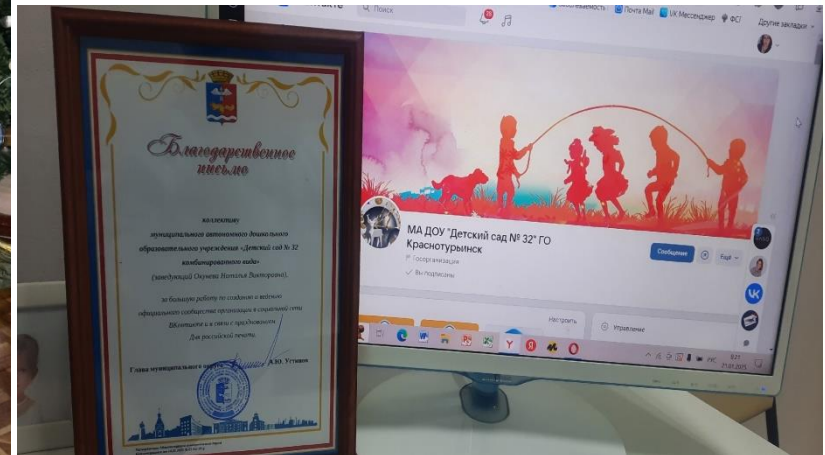 Благодарственное
письмо
коллективу
муниципального автономного дошкольного
образовательного учреждения «Детский сад № 32
комбинированного вида»
(заведующий Окунева Наталья Викторовна),
за большую работу по созданию и ведению
официального сообщества организации в социальной сети
ВКонтакте и в связи с празднованием
Дня российской печати.
Глава муниципального округа
А.Ю. Устинов
Поиск
Почта Mail
VK Мессенджер
Другие закладки
МА ДОУ "Детский сад № 32" ГО
Краснотурьинск
Госорганизация
Вы подписаны
Сообщение
Ещё
Настроить
Управление
РУС